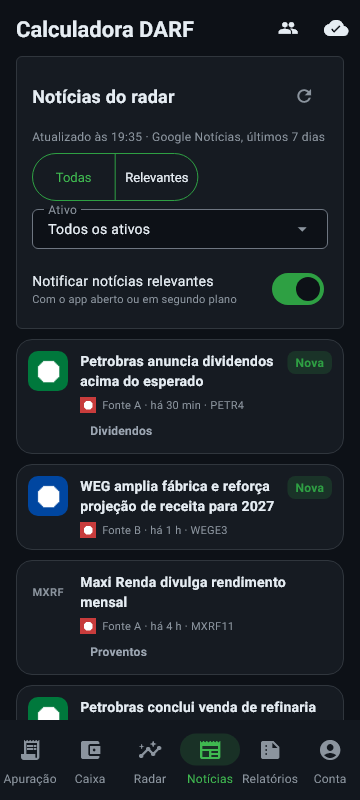 Calculadora DARF
Notícias do radar
Atualizado às 19:35 · Google Notícias, últimos 7 dias
Todas
Relevantes
Ativo
Todos os ativos
Notificar notícias relevantes
Com o app aberto ou em segundo plano
Petrobras anuncia dividendos
acima do esperado
Nova
Fonte A · há 30 min · PETR4
Dividendos
WEG amplia fábrica e reforça
projeção de receita para 2027
Nova
Fonte B · há 1 h · WEGE3
MXRF
Maxi Renda divulga rendimento
mensal
Fonte A · há 4 h · MXRF11
Proventos
Petrobras conclui venda de refinaria
Apuração
Caixa
Radar
Notícias
Relatórios
Conta